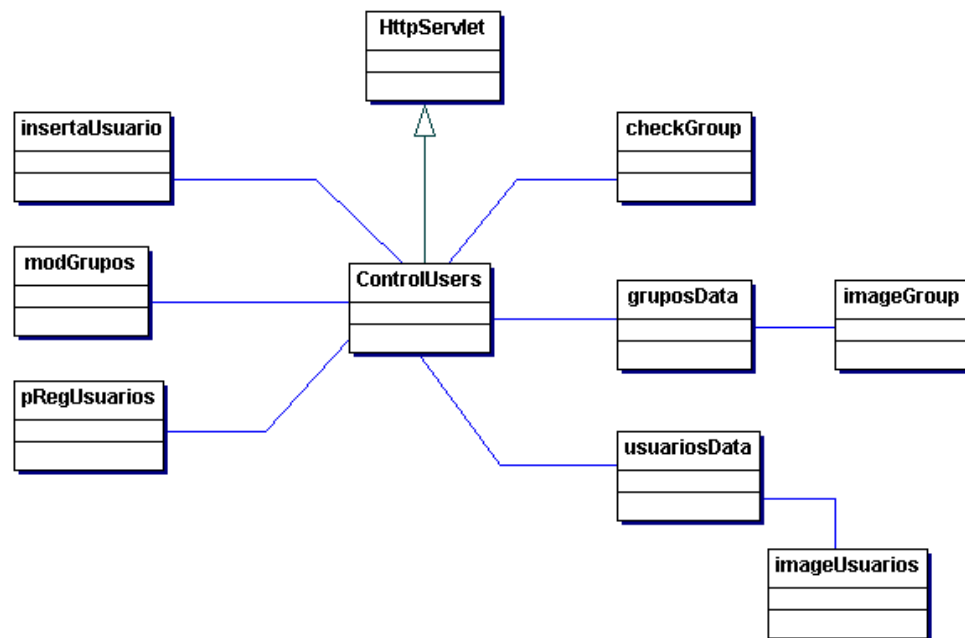 HttpServlet
insertaUsuario
checkGroup
modGrupos
ControlUsers
gruposData
imageGroup
pRegUsuarios
usuariosData
imageUsuarios